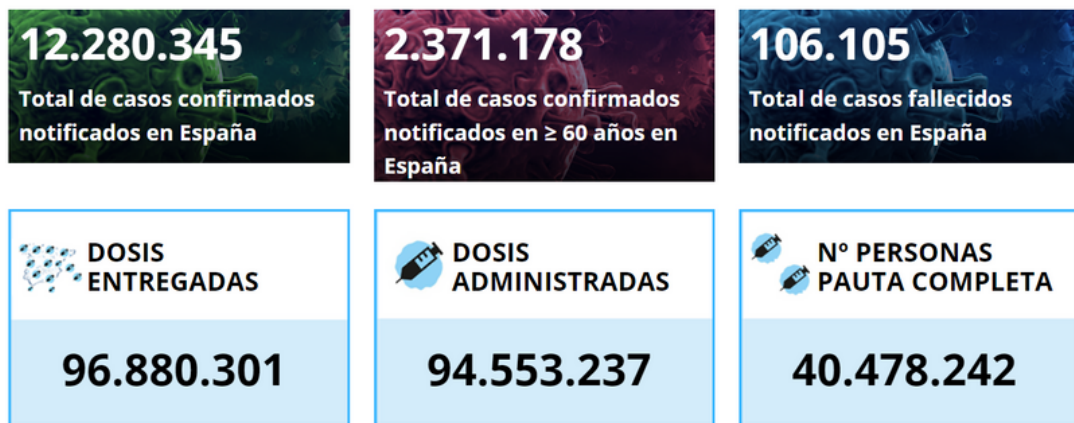 12.280.345
Total de casos confirmados
notificados en España
2.371.178
Total de casos confirmados
notificados en ≥ 60 años en
España
106.105
Total de casos fallecidos
notificados en España
DOSIS
ENTREGADAS
96.880.301
DOSIS
ADMINISTRADAS
94.553.237
Nº PERSONAS
PAUTA COMPLETA
40.478.242